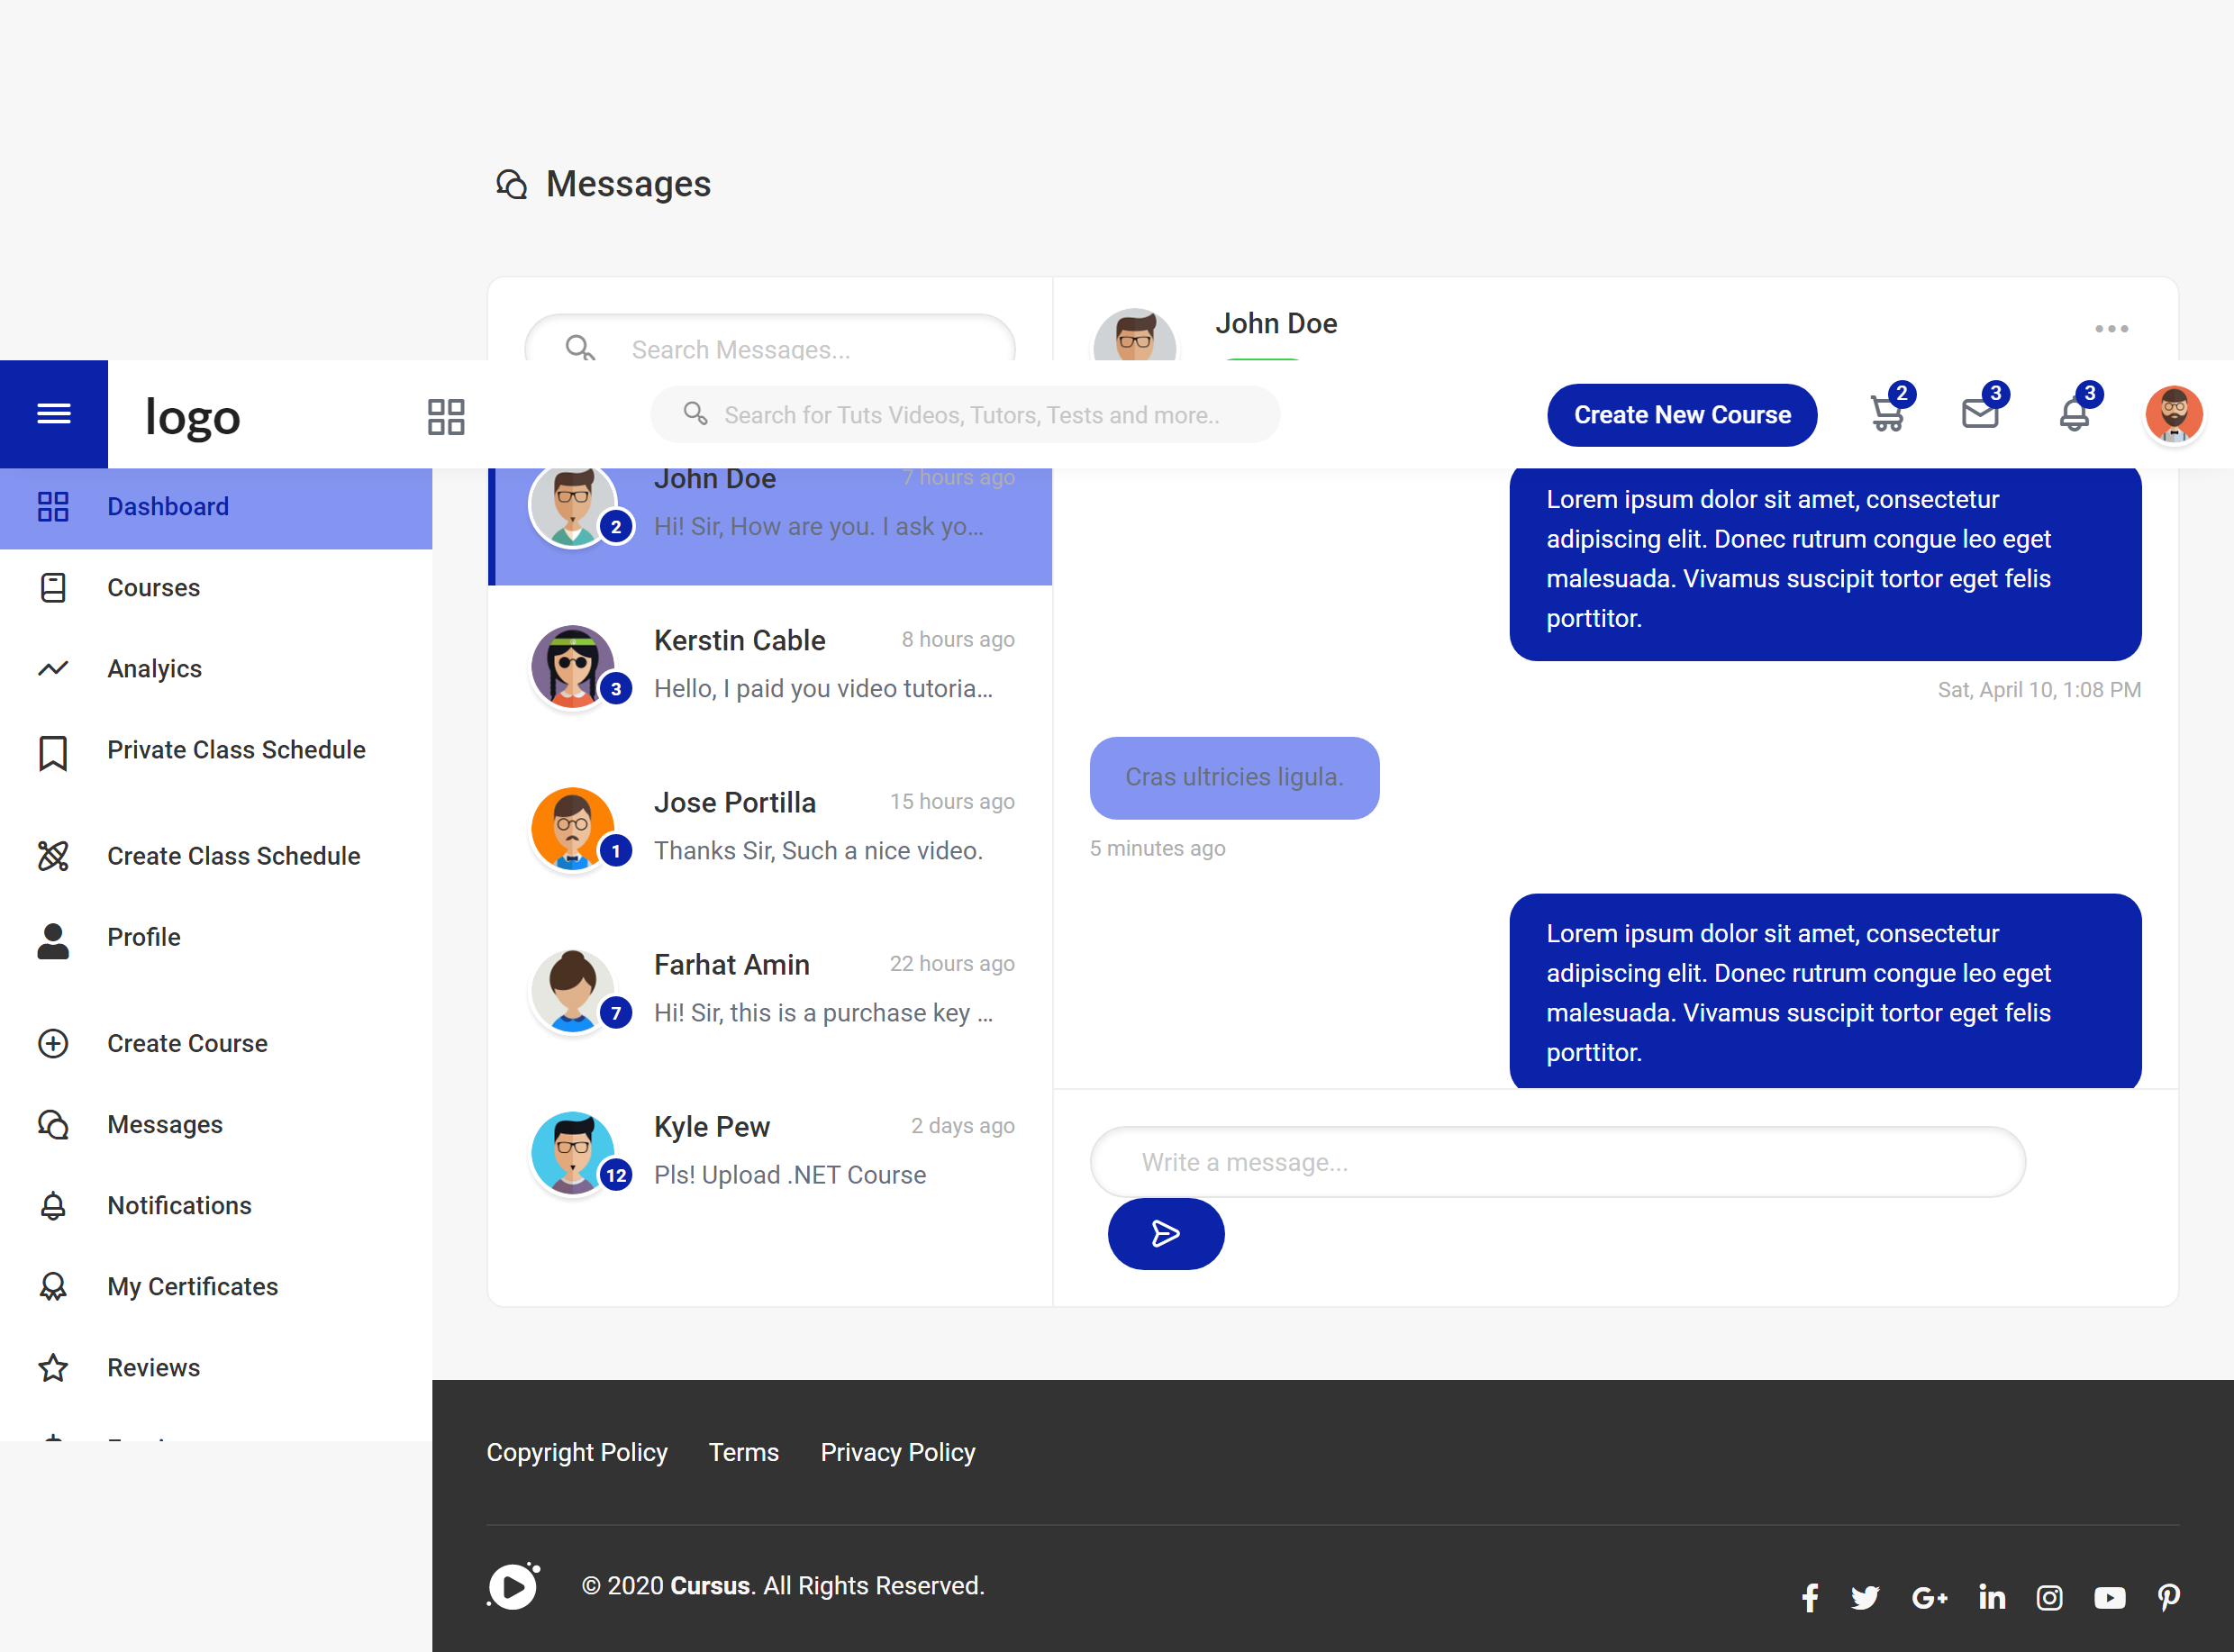 Messages
Search Messages...
John Doe
logo
Search for Tuts Videos, Tutors, Tests and more..
Create New Course
2
3
3
Dashboard
Courses
Analyics
Private Class Schedule
Create Class Schedule
Profile
Create Course
Messages
Notifications
My Certificates
Reviews
John Doe
7 hours ago
2
Hi! Sir, How are you. I ask yo...
Kerstin Cable
8 hours ago
3
Hello, I paid you video tutoria...
Jose Portilla
15 hours ago
1
Thanks Sir, Such a nice video.
Farhat Amin
22 hours ago
7
Hi! Sir, this is a purchase key ...
Kyle Pew
2 days ago
12
Pls! Upload .NET Course
Lorem ipsum dolor sit amet, consectetur
adipiscing elit. Donec rutrum congue leo eget
malesuada. Vivamus suscipit tortor eget felis
porttitor.
Sat, April 10, 1:08 PM
Cras ultricies ligula.
5 minutes ago
Lorem ipsum dolor sit amet, consectetur
adipiscing elit. Donec rutrum congue leo eget
malesuada. Vivamus suscipit tortor eget felis
porttitor.
Write a message...
Copyright Policy
Terms
Privacy Policy
© 2020 Cursus. All Rights Reserved.